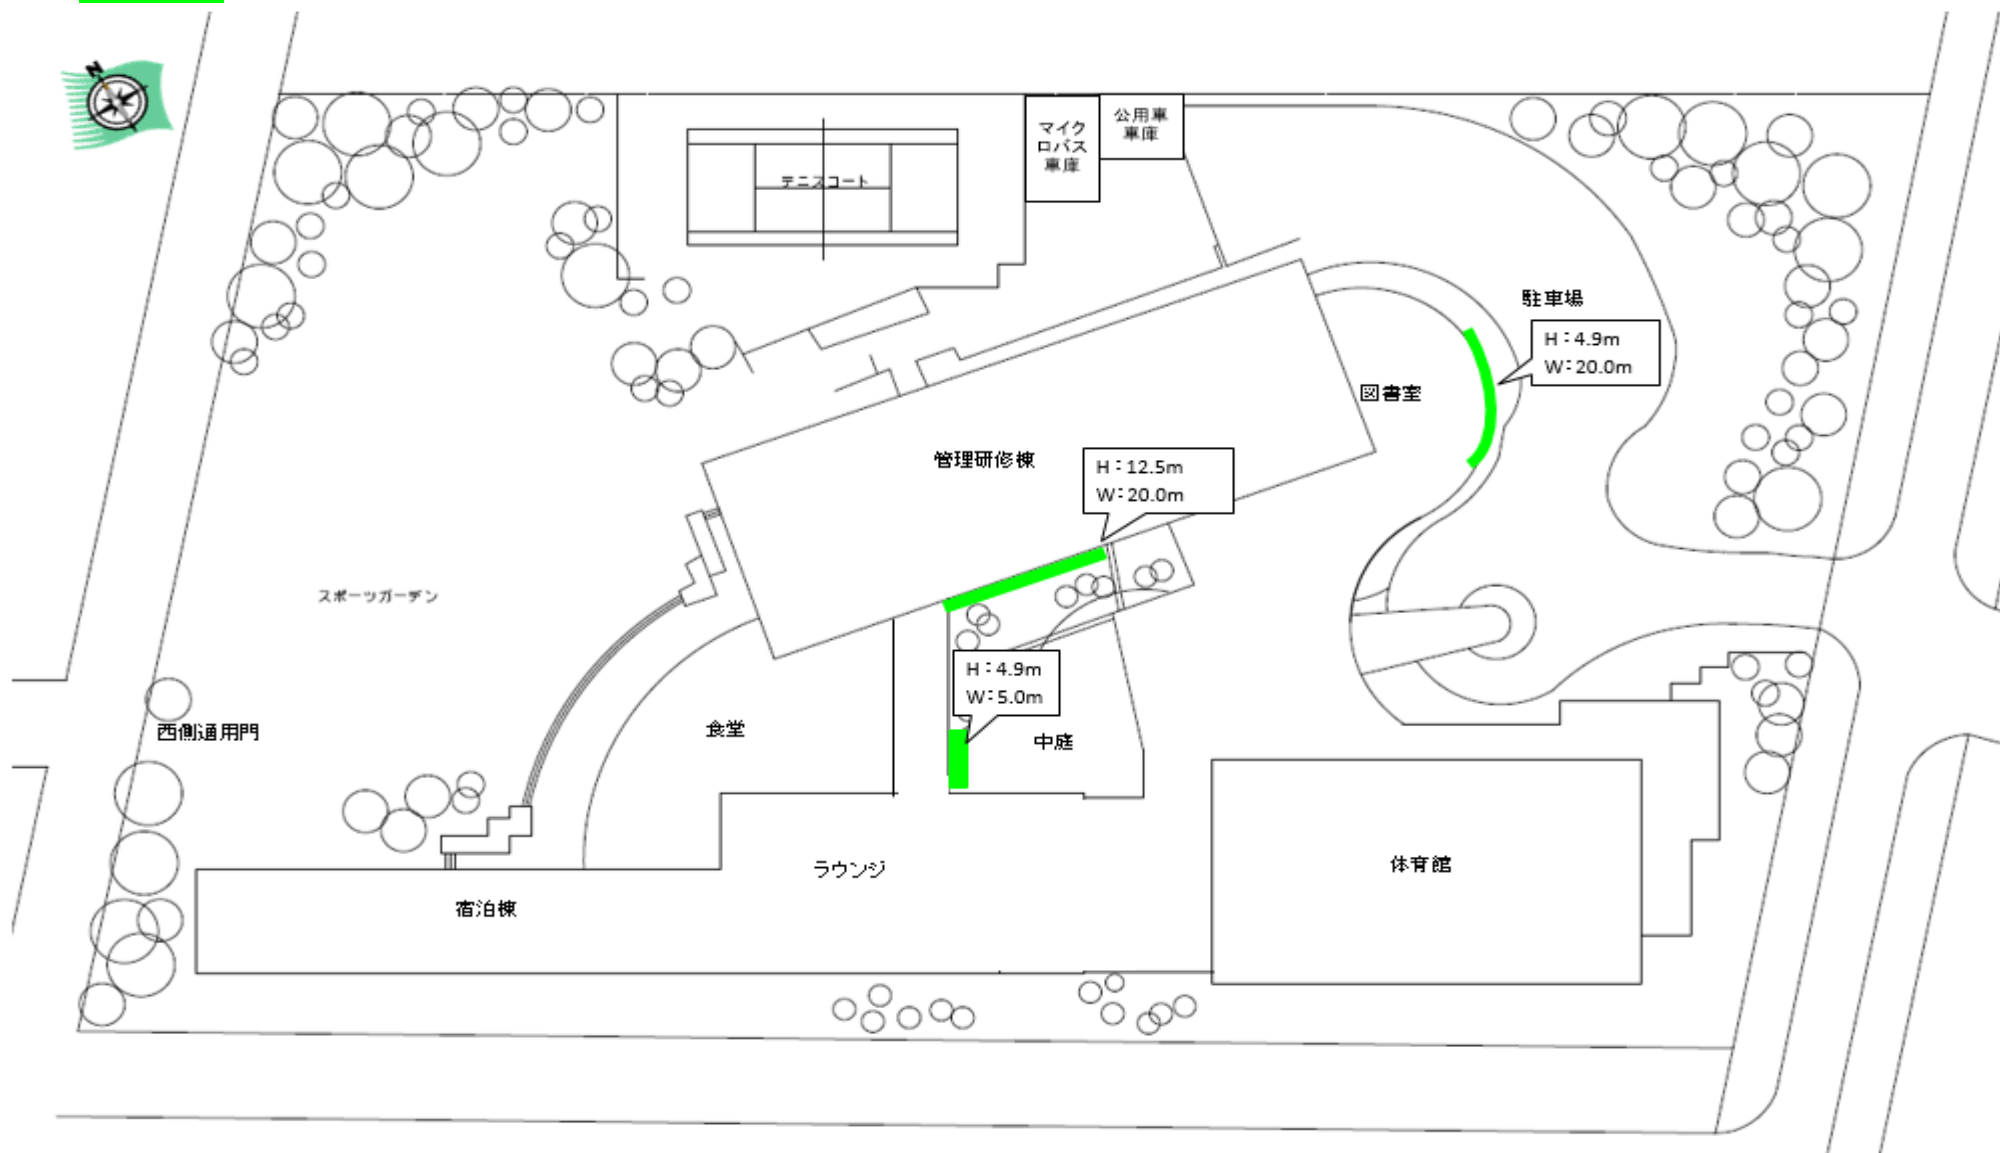 N
マイク
ロバス
車庫
公用車
車庫
テニスコート
駐車場
H：4.9m
W：20.0m
図書室
管理研修棟
H：12.5m
W：20.0m
スポーツガーデン
H：4.9m
W：5.0m
西側通用門
食堂
中庭
ラウンジ
体育館
宿泊棟